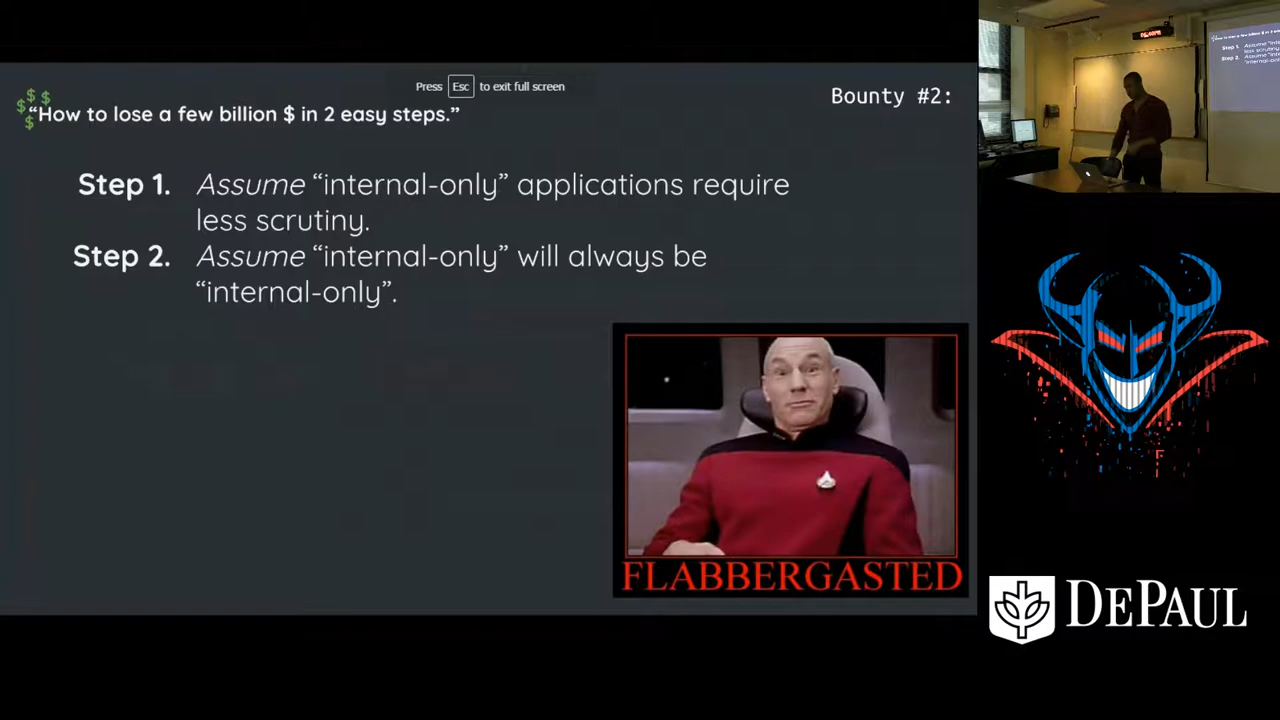 Press Esc to exit full screen
Bounty #2:
$ $ $ $
“How to lose a few billion $ in 2 easy steps.”
Step 1. Assume “internal-only” applications require
less scrutiny.
Step 2. Assume “internal-only” will always be
“internal-only”.
FLABBERGASTED
DEPAUL